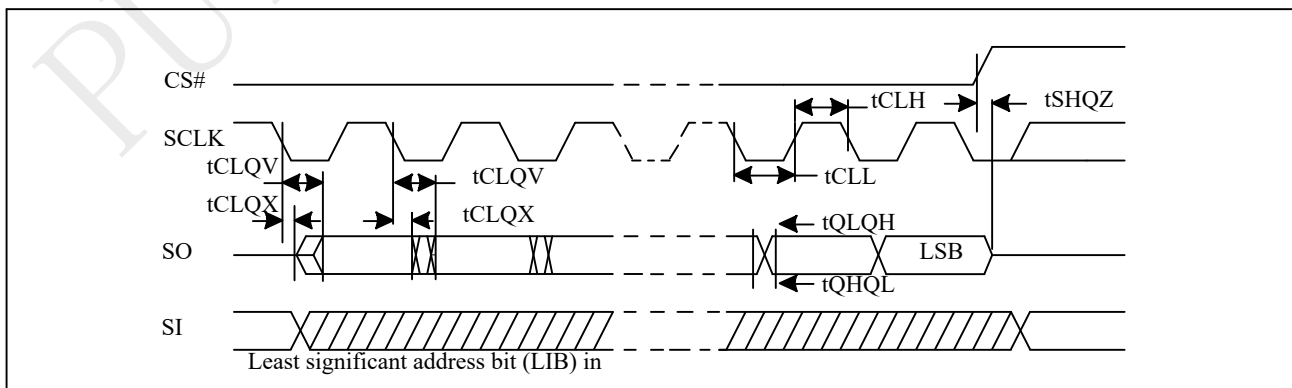 PU
CS#
tCLH
tSHQZ
SCLK
tCLQV
tCLQV
tCLL
tCLQX
tCLQX
tQLQH
SO
LSB
tQHQL
SI
Least significant address bit (LIB) in